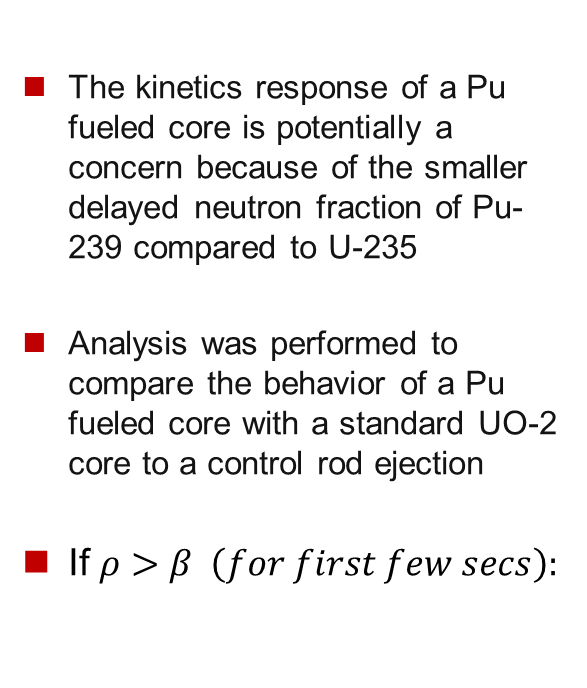 The kinetics response of a Pu
fueled core is potentially a
concern because of the smaller
delayed neutron fraction of Pu-
239 compared to U-235
Analysis was performed to
compare the behavior of a Pu
fueled core with a standard UO-2
core to a control rod ejection
If ρ > β (for first few secs):